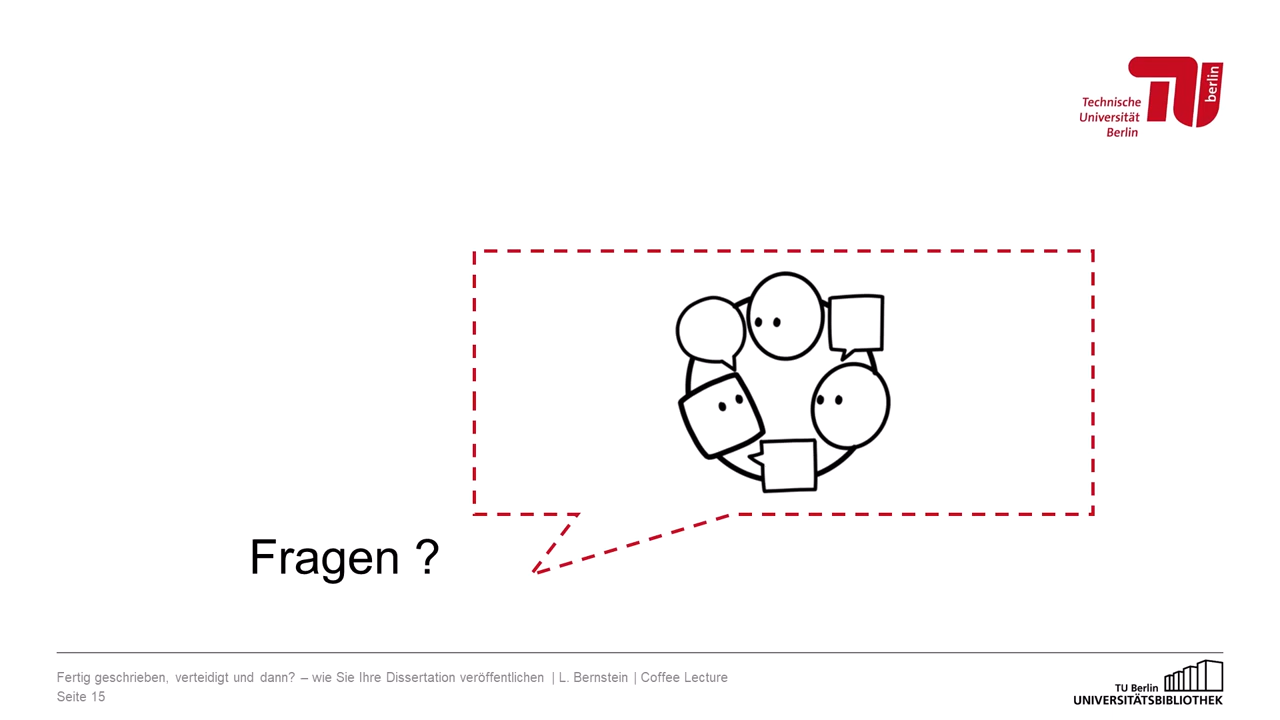 Technische
Universität
Berlin
berlin
Fragen ?
Fertig geschrieben, verteidigt und dann? – wie Sie Ihre Dissertation veröffentlichen | L. Bernstein | Coffee Lecture
Seite 15
TU Berlin
UNIVERSITÄTSBIBLIOTHEK